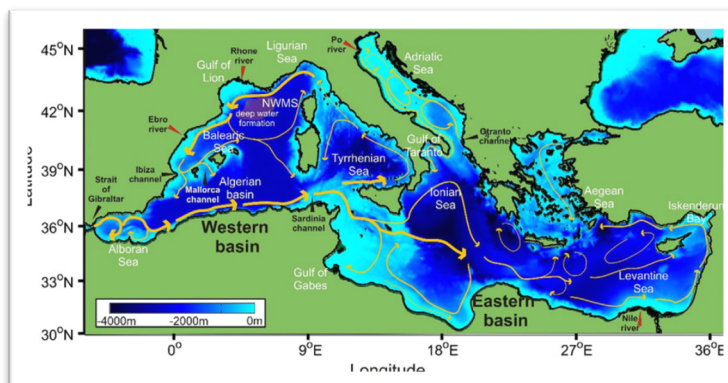 45°N
42°N
39°N
36°N
33°N
30°N
Po
river
Adriatic
Sea
Ligurian
Sea
Rhone
river
Gulf of
Lion
NWMS
deep water
formation
Ebro
river
Balearic
Sea
Gulf of
Taranto
Otranto
channel
Ibiza
channel
Mallorca
channel
Tyrrhenian
Sea
Strait
of
Gibraltar
Algerian
basin
Ionian
Sea
Aegean
Sea
Iskenderun
Bay
Western
basin
Sardinia
channel
Alboran
Sea
Gulf of
Gabes
Levantine
Sea
Eastern
basin
Nile
river
-4000m -2000m 0m
0° 9°E 18°E 27°E 36°E